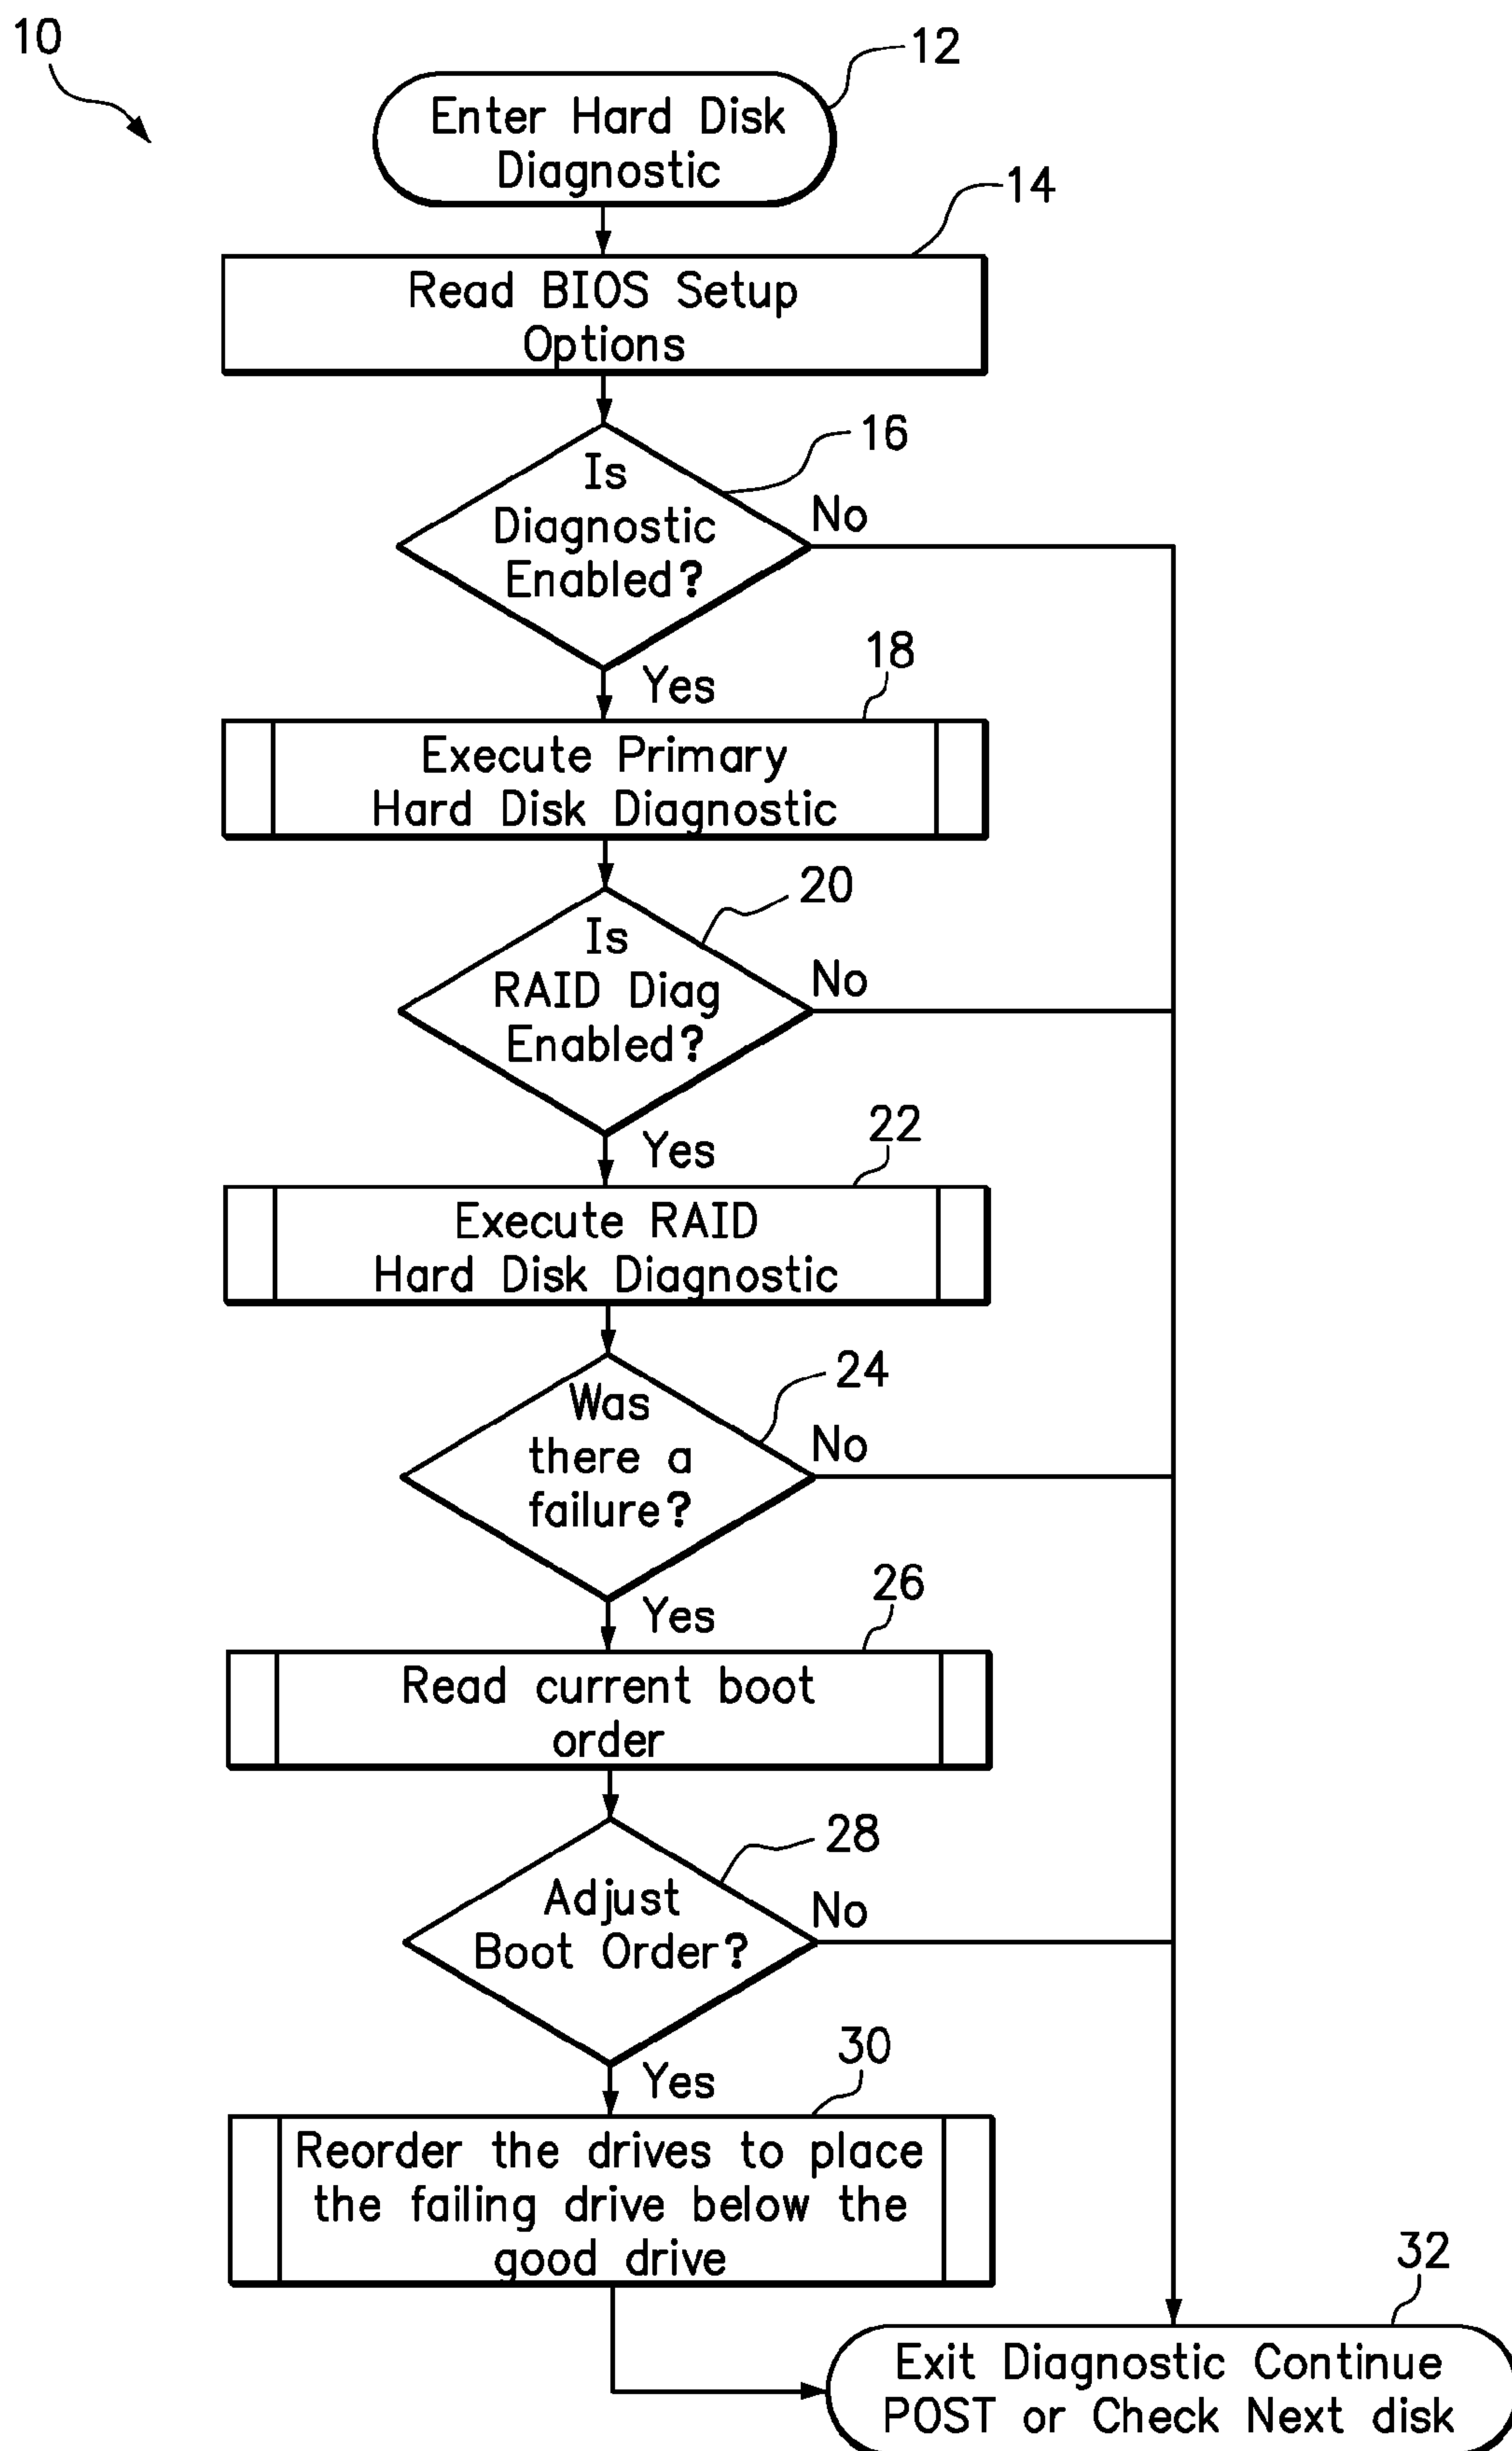 10
12
Enter Hard Disk
Diagnostic
14
Read BIOS Setup
Options
16
Is
Diagnostic
Enabled?
No
Yes
18
Execute Primary
Hard Disk Diagnostic
20
Is
RAID Diag
Enabled?
No
Yes
22
Execute RAID
Hard Disk Diagnostic
24
Was
there a
failure?
No
Yes
26
Read current boot
order
28
Adjust
Boot Order?
No
Yes
30
Reorder the drives to place
the failing drive below the
good drive
32
Exit Diagnostic Continue
POST or Check Next disk